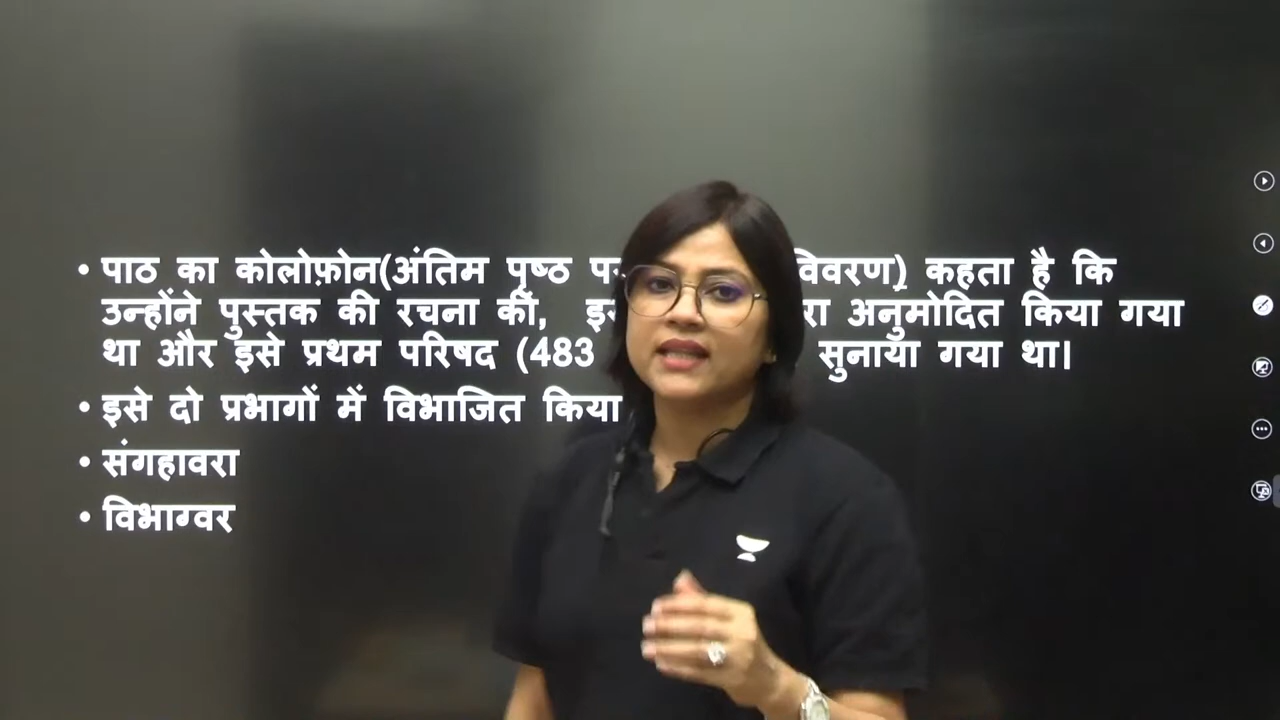 • पाठ का कोलोफ़ोन(अंतिम पृष्ठ विवरण) कहता है कि
उन्होंने पुस्तक की रचना की, अनुमोदित किया गया
था और इसे प्रथम परिषद (483 सुनाया गया था।
• इसे दो प्रभागों में विभाजित किया
• संगहावरा
• विभाग्वर